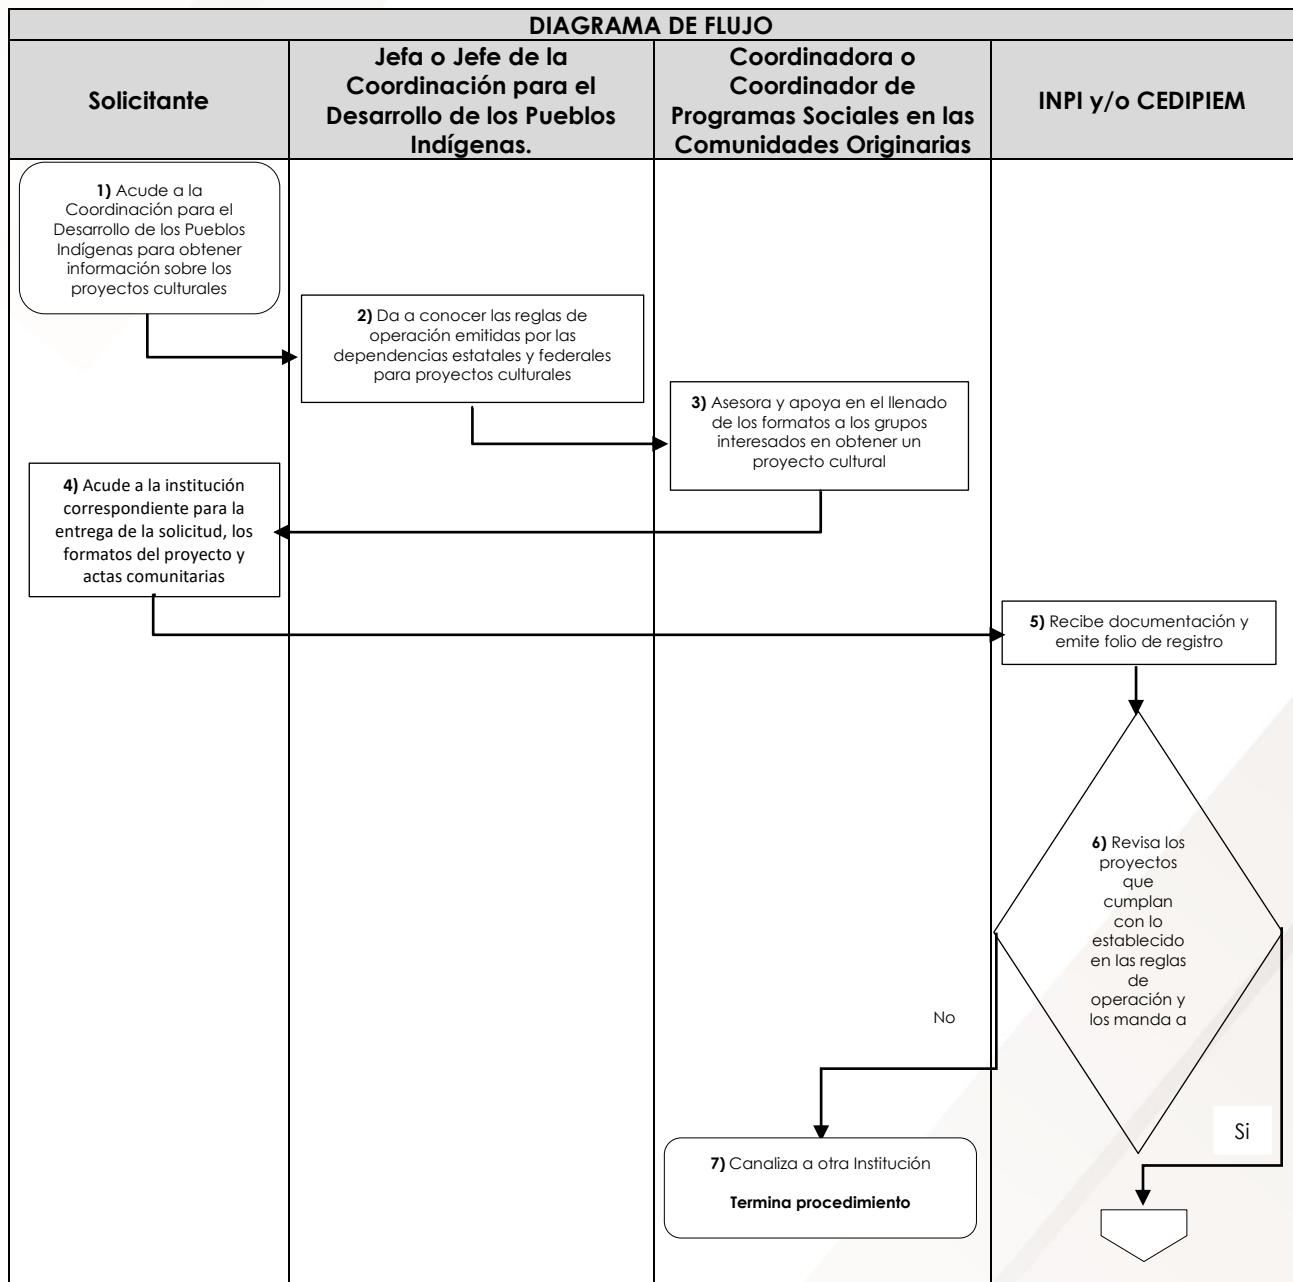 DIAGRAMA DE FLUJO
Solicitante
Jefa o Jefe de la
Coordinación para el
Desarrollo de los Pueblos
Indígenas.
Coordinadora o
Coordinador de
Programas Sociales en las
Comunidades Originarias
INPI y/o CEDIPIEM
1) Acude a la
Coordinación para el
Desarrollo de los Pueblos
Indígenas para obtener
información sobre los
proyectos culturales
2) Da a conocer las reglas de
operación emitidas por las
dependencias estatales y federales
para proyectos culturales
3) Asesora y apoya en el llenado
de los formatos a los grupos
interesados en obtener un
proyecto cultural
4) Acude a la institución
correspondiente para la
entrega de la solicitud, los
formatos del proyecto y
actas comunitarias
5) Recibe documentación y
emite folio de registro
6) Revisa los
proyectos
que
cumplan
con lo
establecido
en las reglas
de
operación y
los manda a
No
Si
7) Canaliza a otra Institución
Termina procedimiento